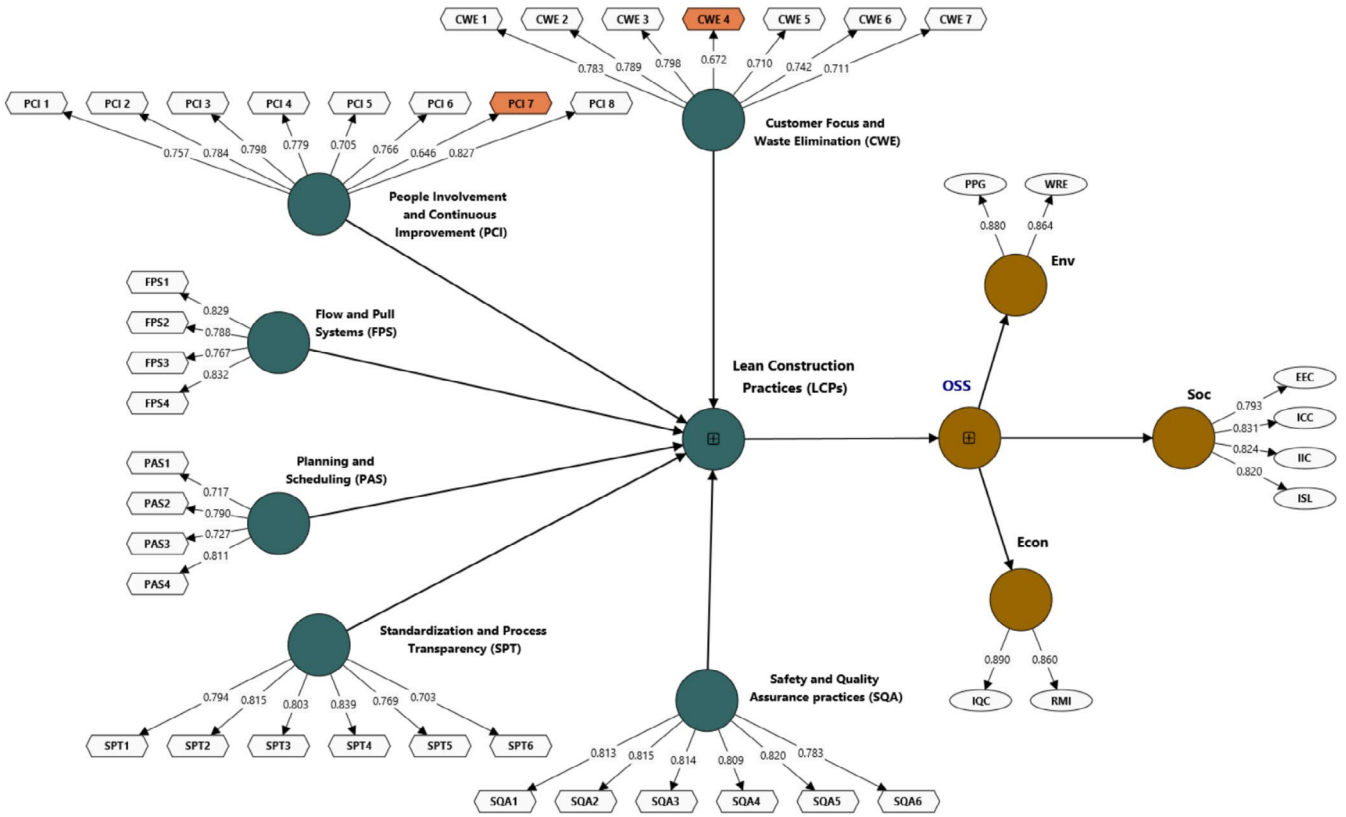 CWE 1 CWE 2 CWE 3 CWE 4 CWE 5 CWE 6 CWE 7
0.783 0.789 0.798 0.672 0.710 0.742 0.711
PCI 1 PCI 2 PCI 3 PCI 4 PCI 5 PCI 6 PCI 7 PCI 8
0.757 0.784 0.798 0.779 0.705 0.766 0.646 0.827
Customer Focus and
Waste Elimination (CWE)
People Involvement
and Continuous
Improvement (PCI)
PPG WRE
0.880 0.864
Env
FPS1
0.829
FPS2
0.788
FPS3
0.767
FPS4
0.832
Flow and Pull
Systems (FPS)
Lean Construction
Practices (LCPs)
OSS
Soc
EEC
0.793
ICC
0.831
IIC
0.824
ISL
0.820
PAS1
0.717
PAS2
0.790
PAS3
0.727
PAS4
0.811
Planning and
Scheduling (PAS)
Econ
0.890 0.860
IQC RMI
Standardization and Process
Transparency (SPT)
0.794 0.815 0.803 0.839 0.769 0.703
SPT1 SPT2 SPT3 SPT4 SPT5 SPT6
Safety and Quality
Assurance practices (SQA)
0.813 0.815 0.814 0.809 0.820 0.783
SQA1 SQA2 SQA3 SQA4 SQA5 SQA6